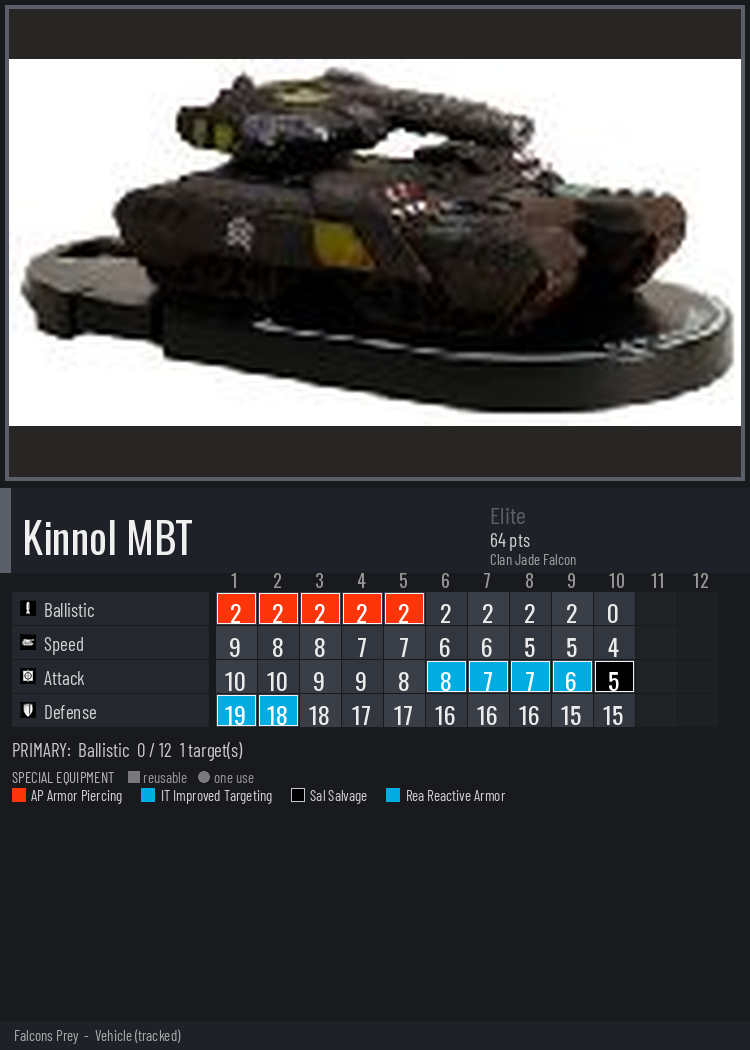 Kinnol MBT
Elite
64 pts
Clan Jade Falcon
1 2 3 4 5 6 7 8 9 10 11 12
Ballistic 2 2 2 2 2 2 2 2 2 0
Speed 9 8 8 7 7 6 6 5 5 4
Attack 10 10 9 9 8 8 7 7 6 5
Defense 19 18 18 17 17 16 16 16 15 15
PRIMARY: Ballistic 0 / 12 1 target(s)
SPECIAL EQUIPMENT reusable one use
AP Armor Piercing IT Improved Targeting Sal Salvage Rea Reactive Armor
Falcons Prey - Vehicle (tracked)